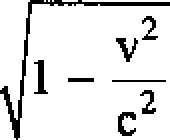 √(1 − v²/c²)